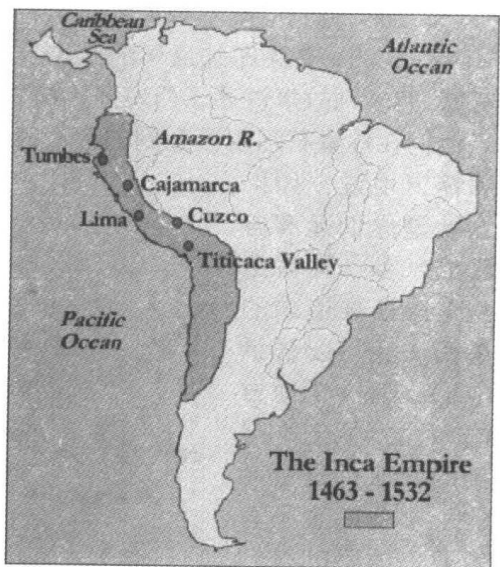 Caribbean
Sea
Atlantic
Ocean
Amazon R.
Tumbes
Cajamarca
Lima
Cuzco
Titicaca Valley
Pacific
Ocean
The Inca Empire
1463 - 1532